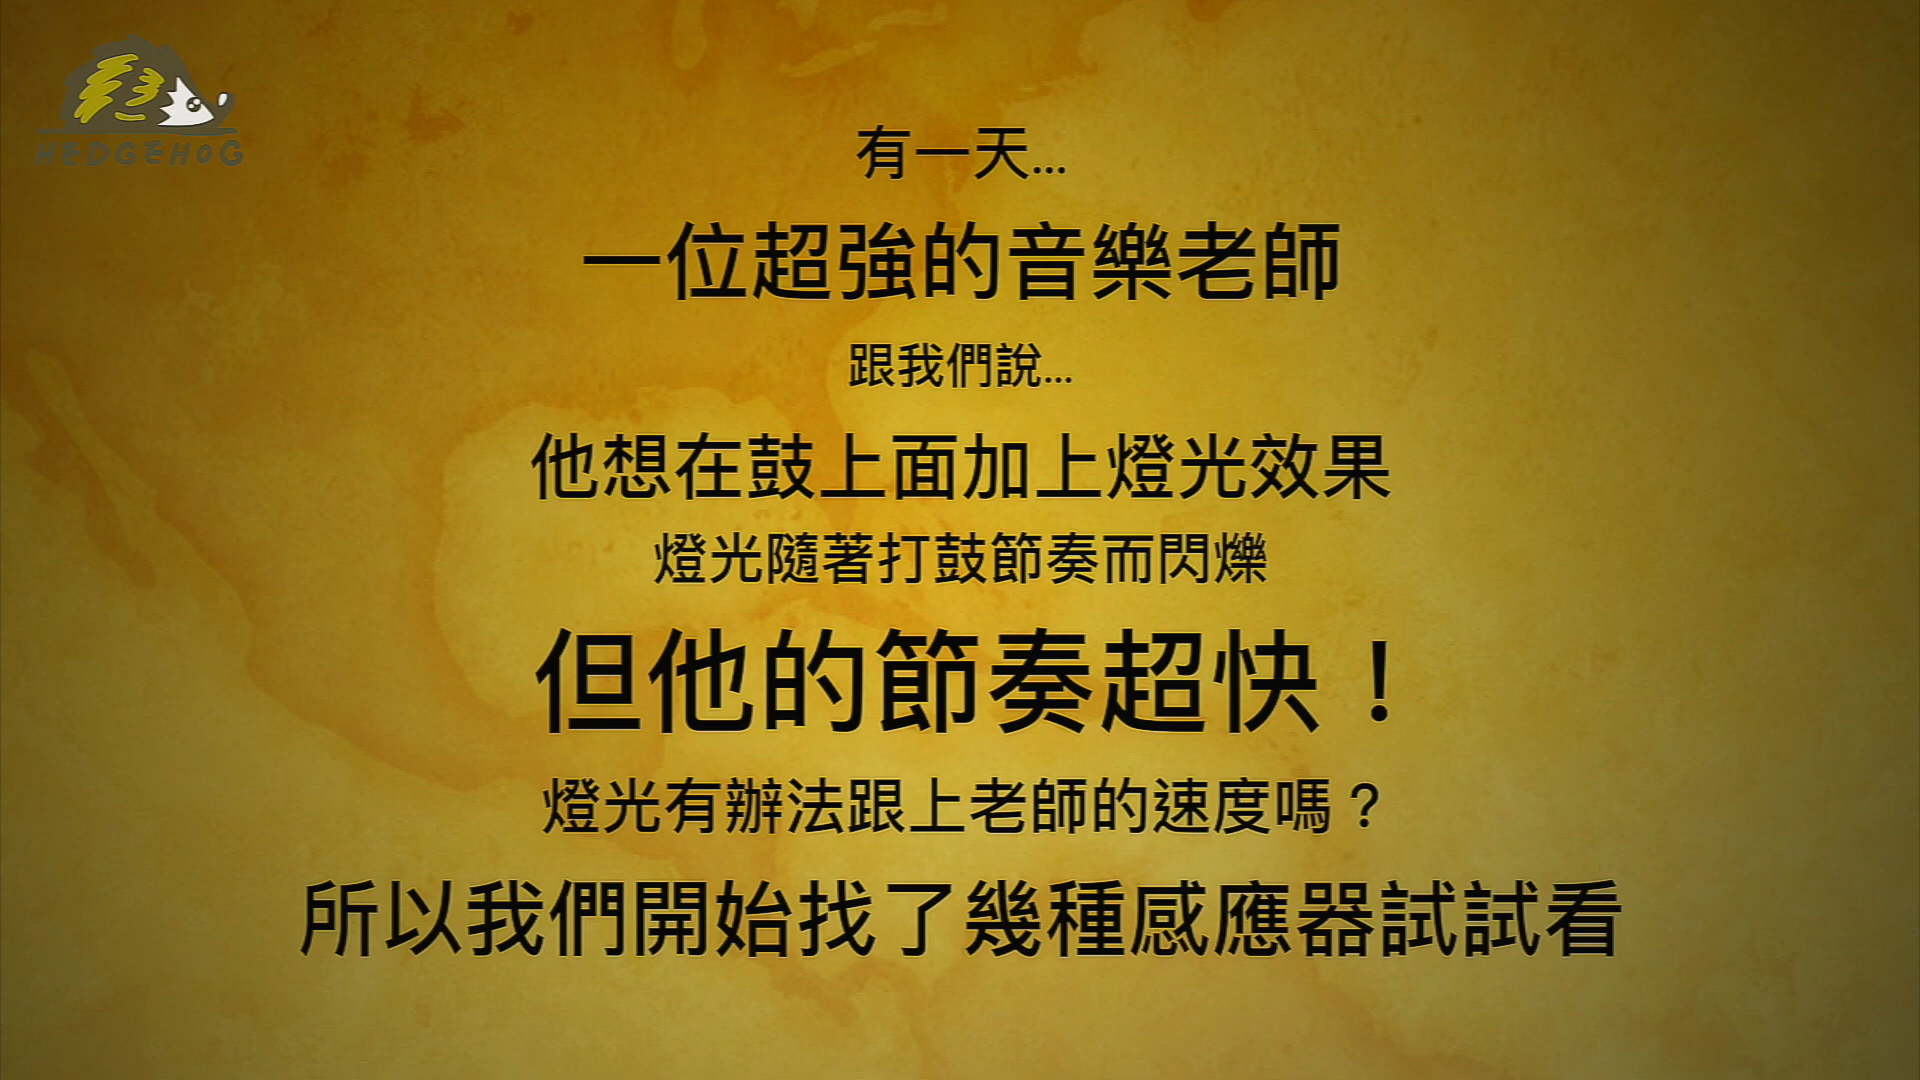 HEDGEHOG
有一天...
一位超強的音樂老師
跟我們說...
他想在鼓上面加上燈光效果
燈光隨著打鼓節奏而閃爍
但他的節奏超快！
燈光有辦法跟上老師的速度嗎？
所以我們開始找了幾種感應器試試看